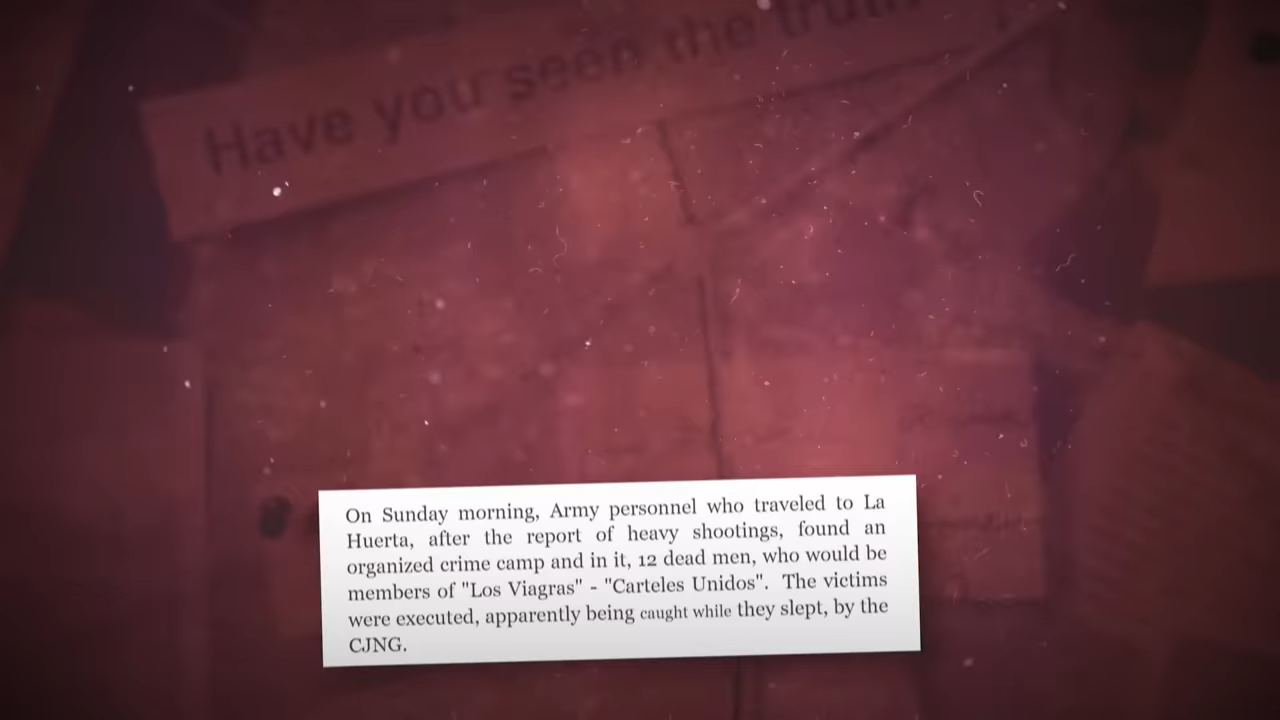 Have you seen the truth
On Sunday morning, Army personnel who traveled to La
Huerta, after the report of heavy shootings, found an
organized crime camp and in it, 12 dead men, who would be
members of "Los Viagras" - "Carteles Unidos".  The victims
were executed, apparently being caught while they slept, by the
CJNG.